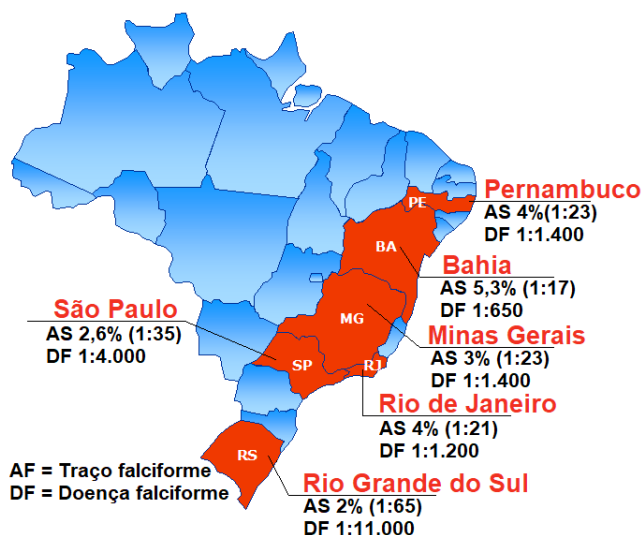 PE
Pernambuco
AS 4%(1:23)
DF 1:1.400
BA
Bahia
AS 5,3% (1:17)
DF 1:650
São Paulo
AS 2,6% (1:35)
DF 1:4.000
MG
Minas Gerais
AS 3% (1:23)
DF 1:1.400
SP
RJ
Rio de Janeiro
AS 4% (1:21)
DF 1:1.200
RS
AF = Traço falciforme
DF = Doença falciforme
Rio Grande do Sul
AS 2% (1:65)
DF 1:11.000